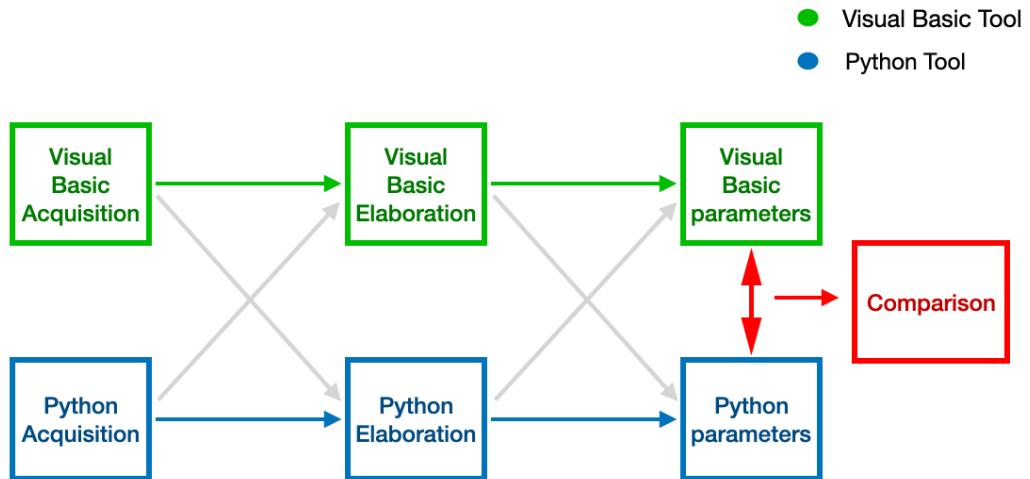 Visual Basic Tool
Python Tool
Visual
Basic
Acquisition
Visual
Basic
Elaboration
Visual
Basic
parameters
Comparison
Python
Acquisition
Python
Elaboration
Python
parameters